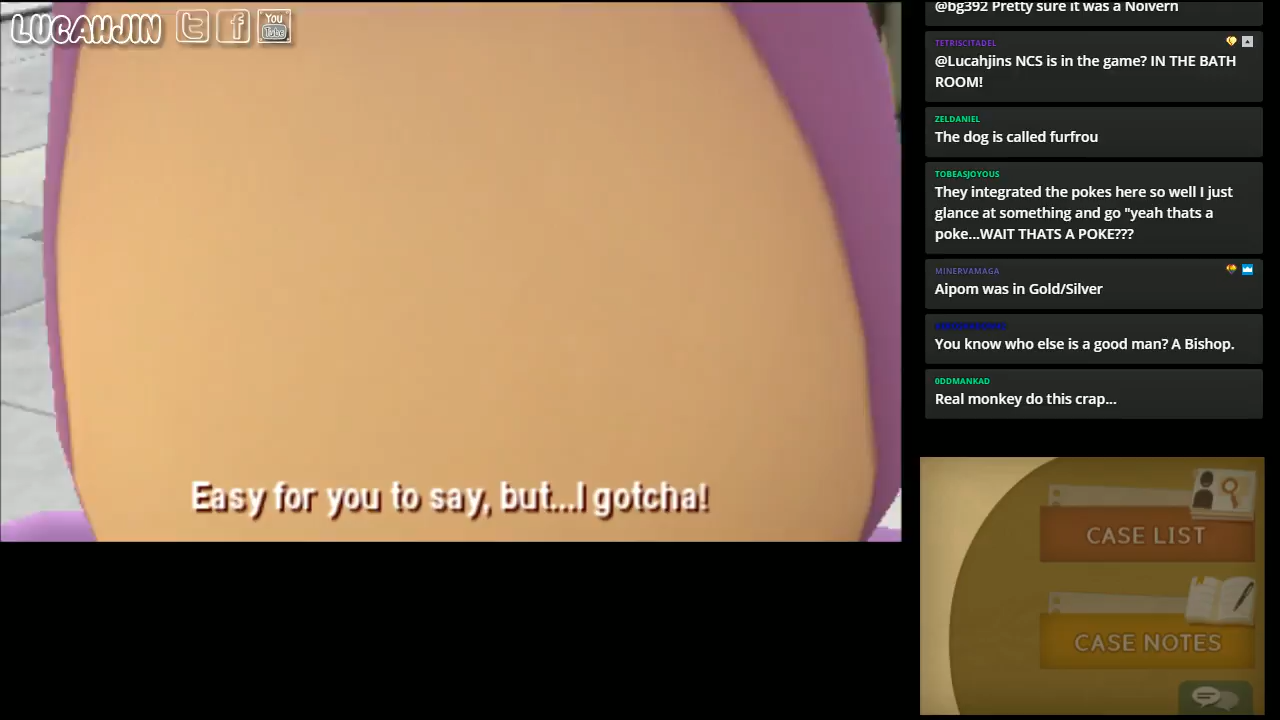 LUCAHJIN
You
Tube
@bg392 Pretty sure it was a Noivern
TETRISCITADEL
@Lucahjins NCS is in the game? IN THE BATH
ROOM!
ZELDANIEL
The dog is called furfrou
TOBEASJOYOUS
They integrated the pokes here so well I just
glance at something and go "yeah thats a
poke...WAIT THATS A POKE???
MINERVAMAGA
Aipom was in Gold/Silver
You know who else is a good man? A Bishop.
0DDMANKAD
Real monkey do this crap...
Easy for you to say, but...I gotcha!
CASE LIST
CASE NOTES